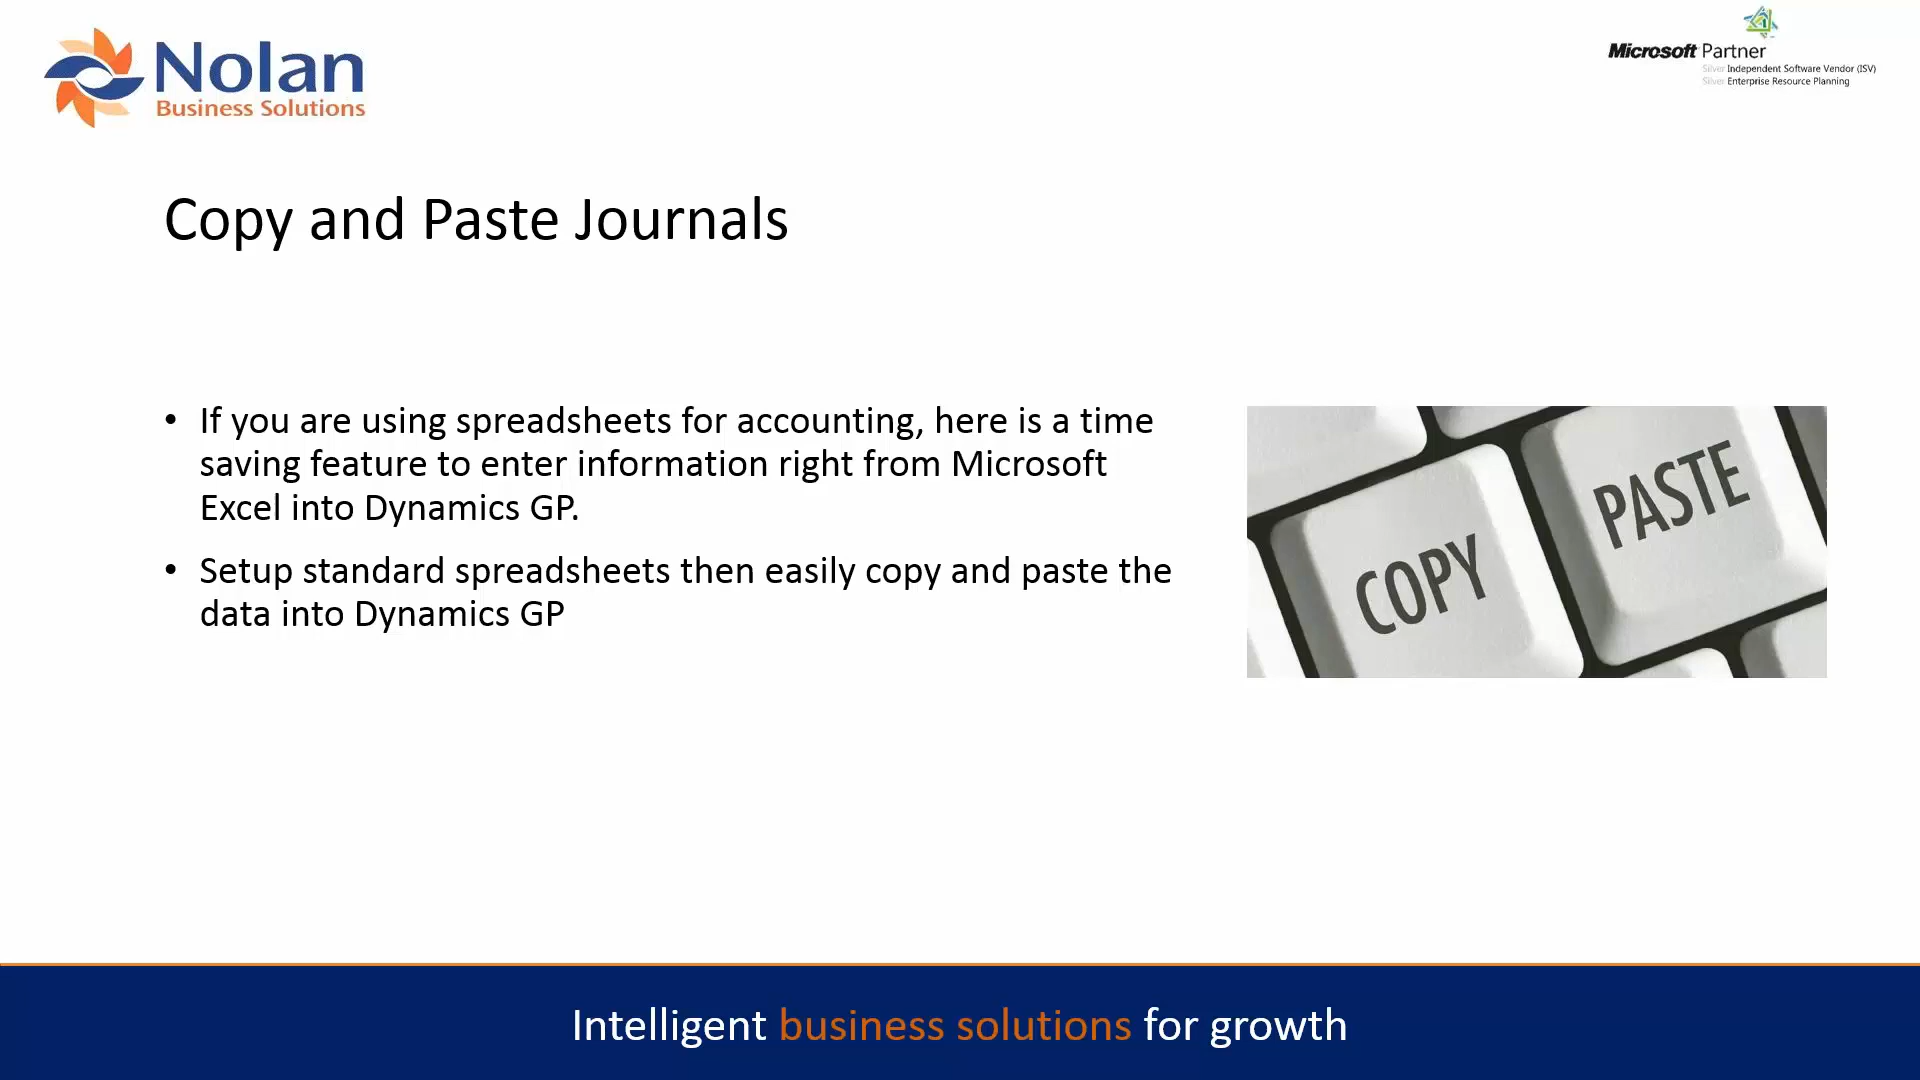 Nolan
Business Solutions
Microsoft Partner
Silver Independent Software Vendor (ISV)
Silver Enterprise Resource Planning
Copy and Paste Journals
• If you are using spreadsheets for accounting, here is a time
saving feature to enter information right from Microsoft
Excel into Dynamics GP.
• Setup standard spreadsheets then easily copy and paste the
data into Dynamics GP
COPY
PASTE
Intelligent business solutions for growth